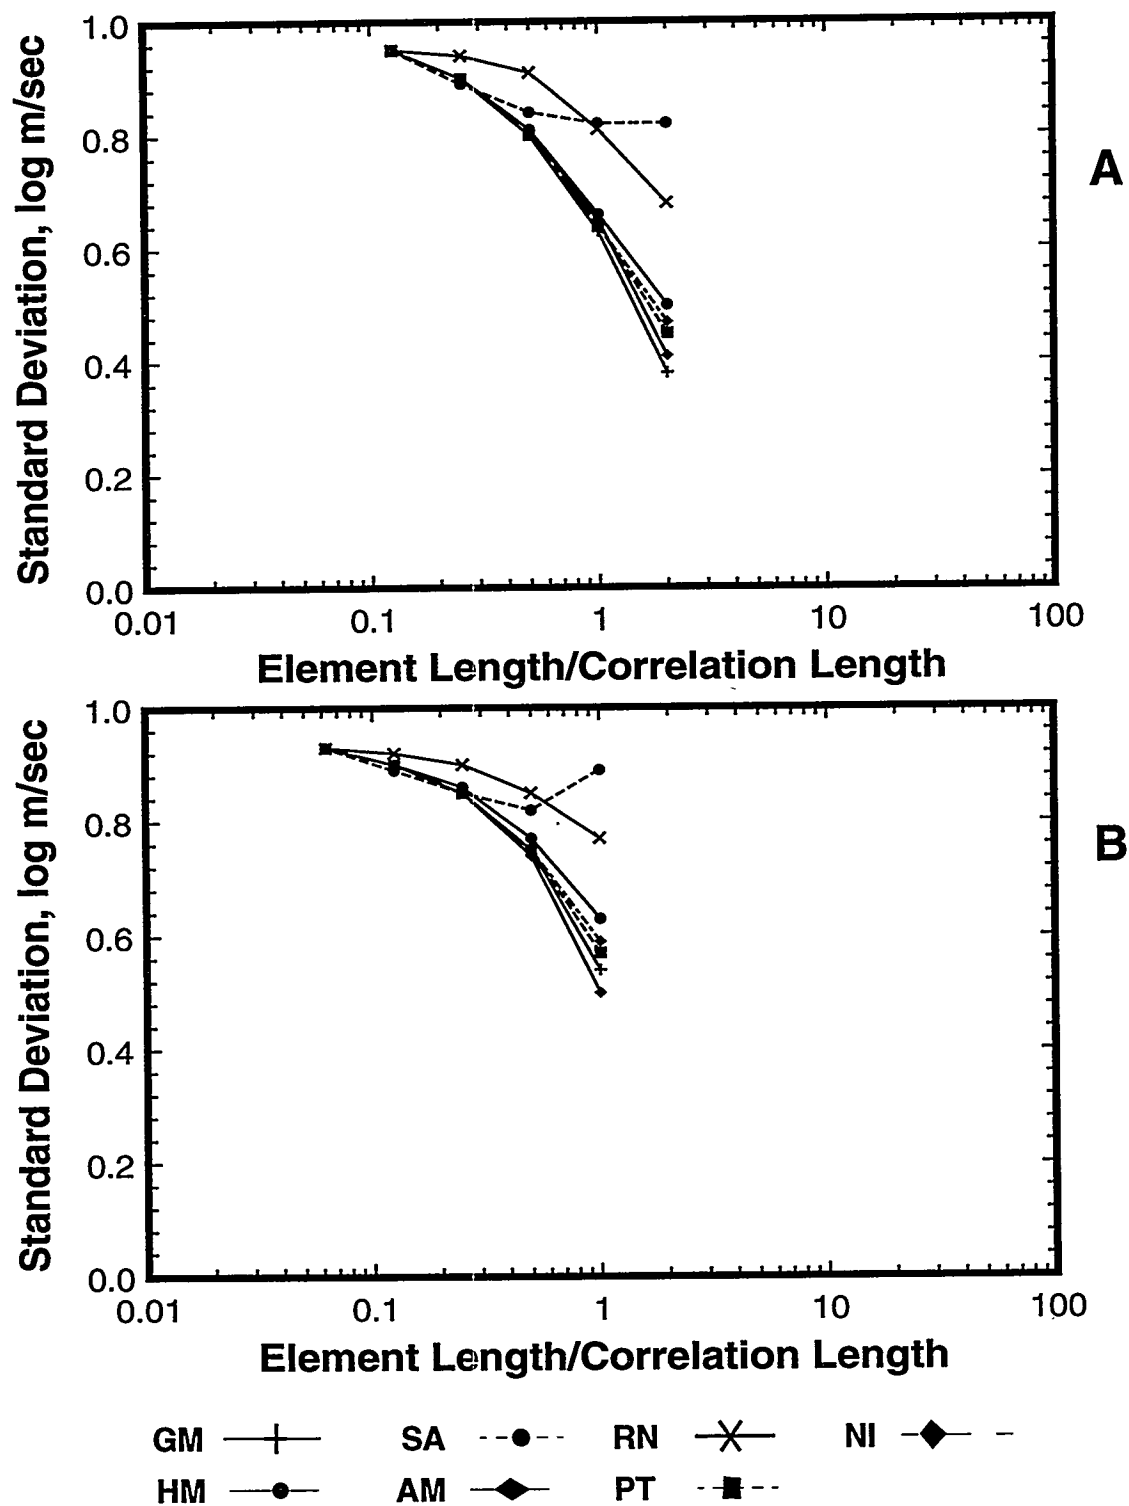 1.0
0.8
0.6
0.4
0.2
0.0
Standard Deviation, log m/sec
A
0.01 0.1 1 10 100
Element Length/Correlation Length
1.0
0.8
0.6
0.4
0.2
0.0
Standard Deviation, log m/sec
B
0.01 0.1 1 10 100
Element Length/Correlation Length
GM SA RN NI
HM AM PT